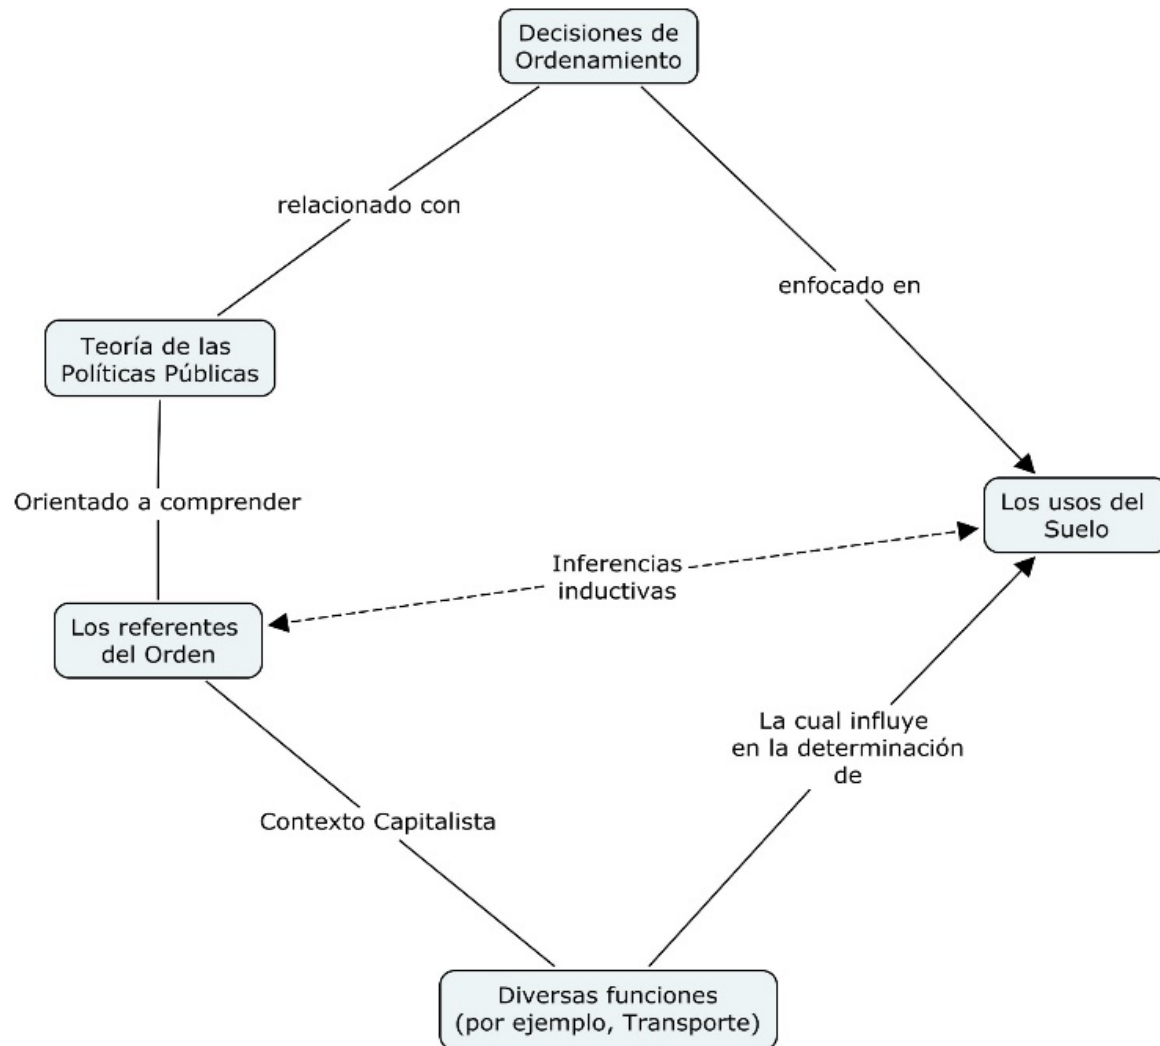 Decisiones de
Ordenamiento
relacionado con
enfocado en
Teoría de las
Políticas Públicas
Orientado a comprender
Los usos del
Suelo
Inferencias
inductivas
Los referentes
del Orden
La cual influye
en la determinación
de
Contexto Capitalista
Diversas funciones
(por ejemplo, Transporte)